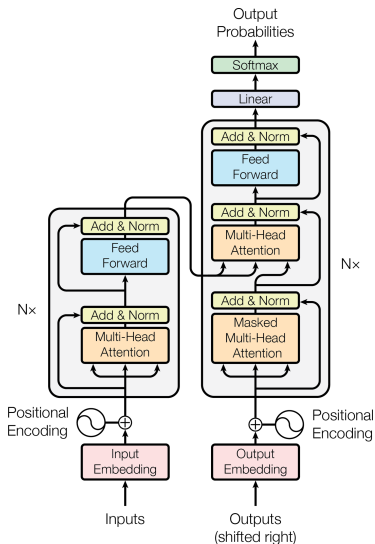 Output
Probabilities
Softmax
Linear
Add & Norm
Feed
Forward
Add & Norm
Multi-Head
Attention
Add & Norm
Masked
Multi-Head
Attention
N×
Add & Norm
Feed
Forward
Add & Norm
Multi-Head
Attention
N×
Positional
Encoding
Input
Embedding
Inputs
Positional
Encoding
Output
Embedding
Outputs
(shifted right)